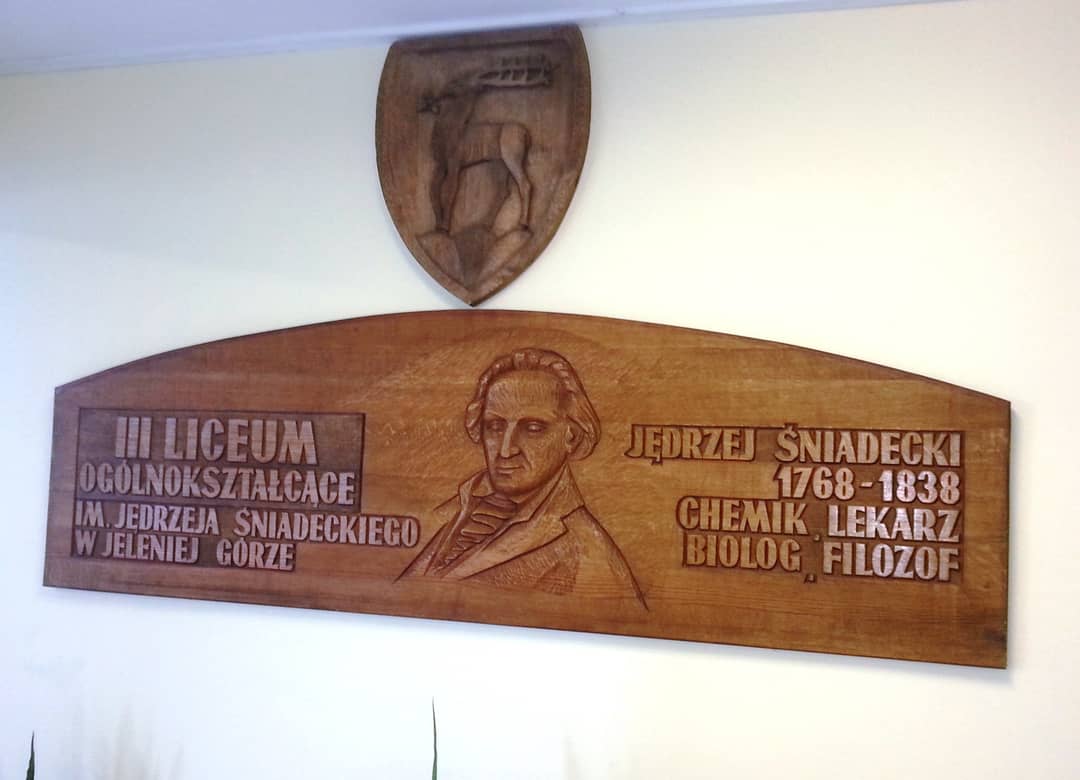 III LICEUM
OGÓLNOKSZTAŁCĄCE
IM. JĘDRZEJA ŚNIADECKIEGO
W JELENIEJ GÓRZE
JĘDRZEJ ŚNIADECKI
1768-1838
CHEMIK, LEKARZ
BIOLOG, FILOZOF